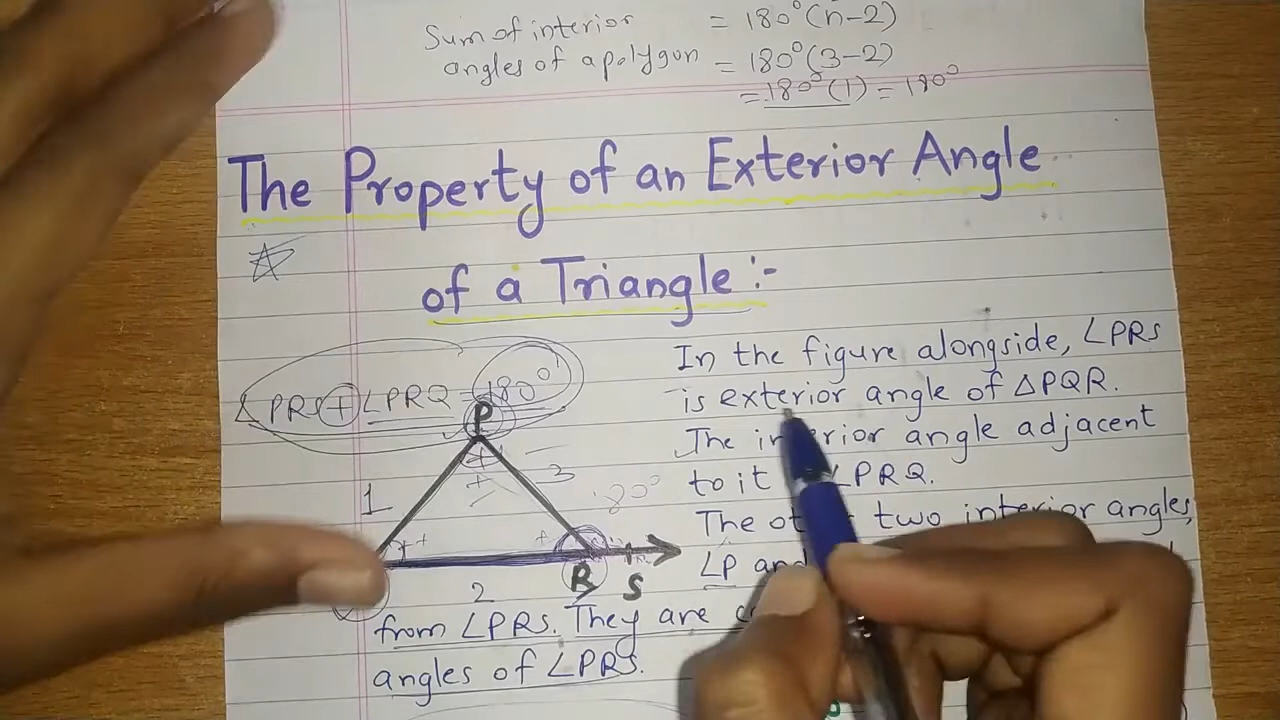 Sum of interior = 180°(n-2)
angles of a polygon = 180°(3-2)
= 180°(1) = 180°
The Property of an Exterior Angle
of a Triangle:-
∠PRS + ∠PRQ = 180°
P
1
3
180°
2
R
S
In the figure alongside, ∠PRS
is exterior angle of △PQR.
The interior angle adjacent
to it ∠PRQ.
The two interior angles,
∠P and
from ∠PRS. They are
angles of ∠PRS.